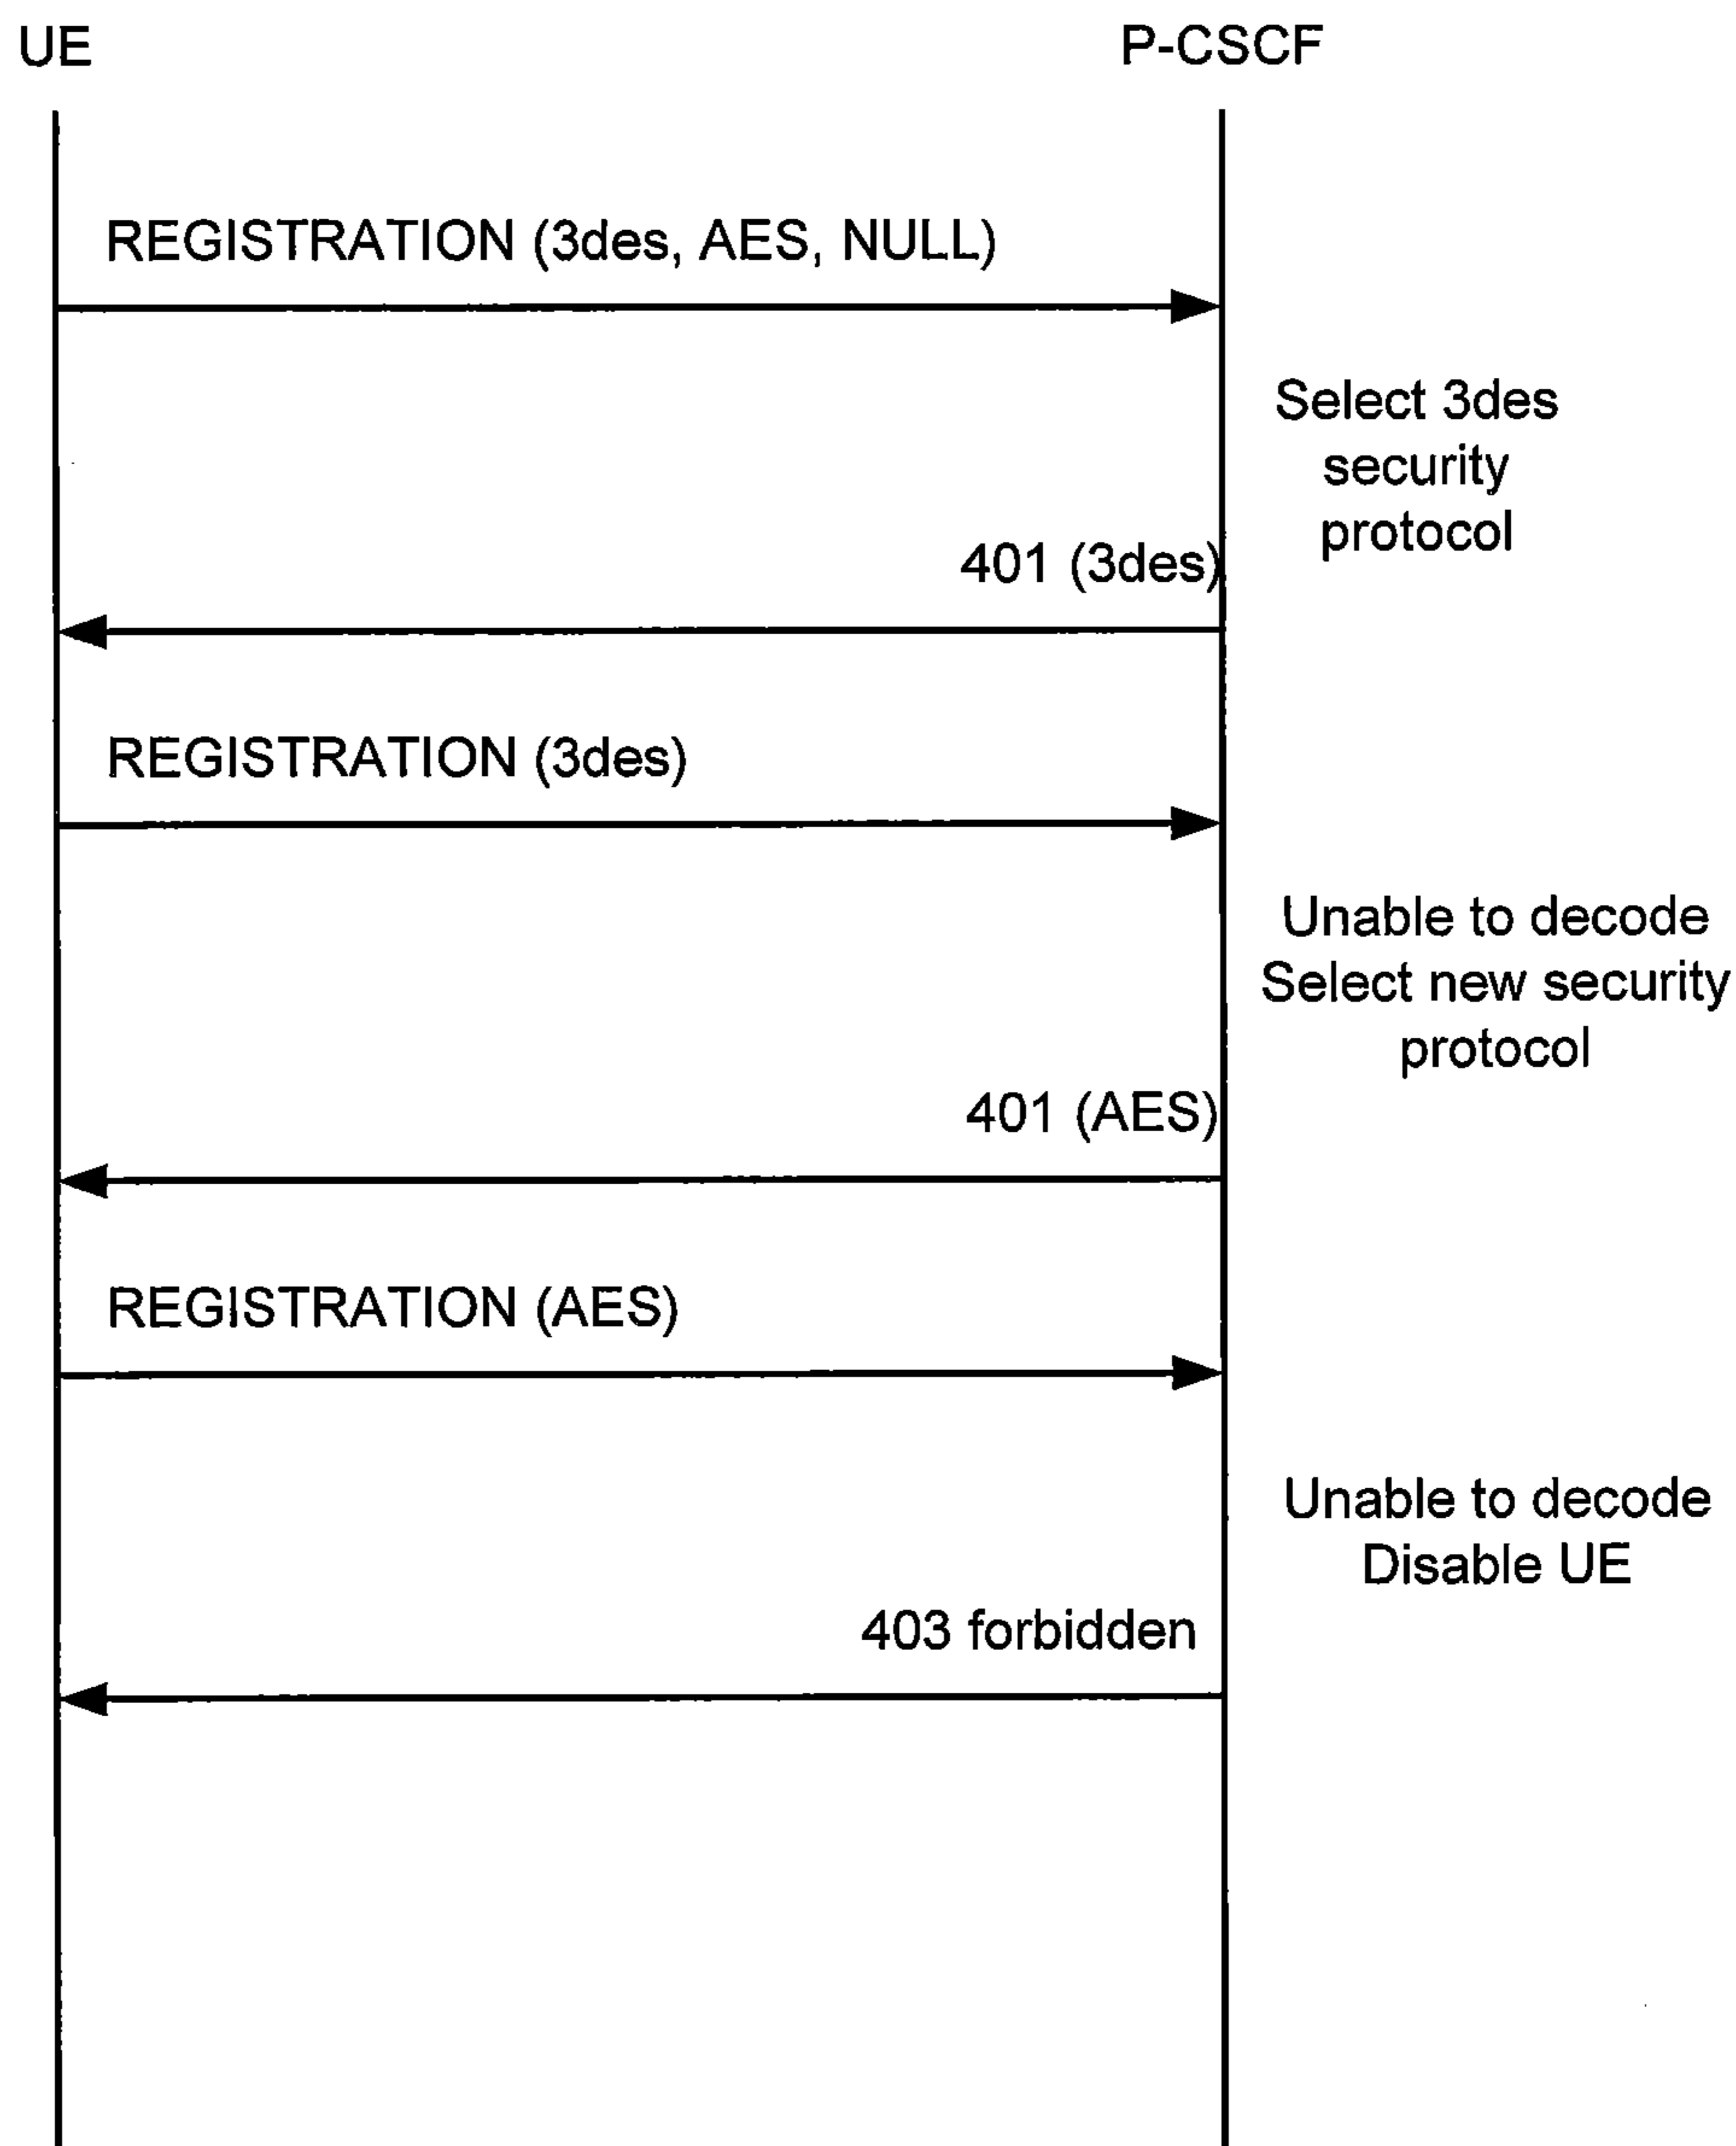 UE
P-CSCF
REGISTRATION (3des, AES, NULL)
Select 3des
security
protocol
401 (3des)
REGISTRATION (3des)
Unable to decode
Select new security
protocol
401 (AES)
REGISTRATION (AES)
Unable to decode
Disable UE
403 forbidden